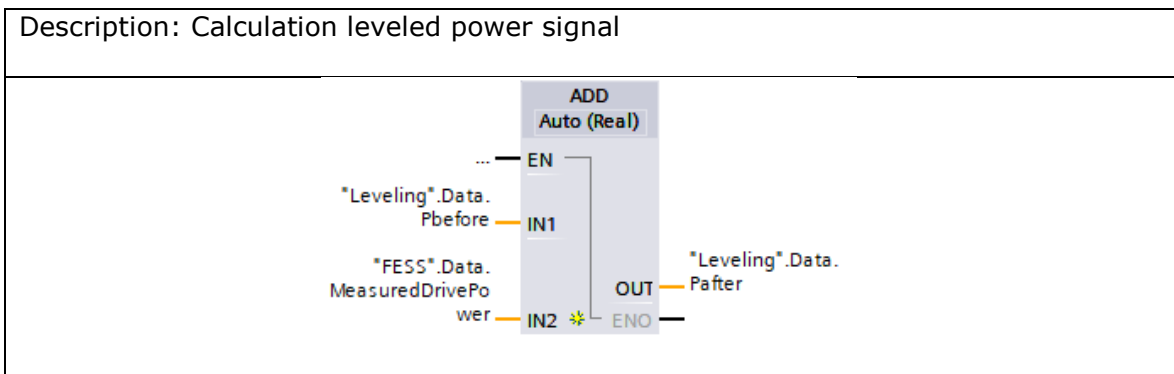 Description: Calculation leveled power signal
ADD
Auto (Real)
... EN
"Leveling".Data.
Pbefore
IN1
"FESS".Data.
MeasuredDrivePo
wer
IN2
"Leveling".Data.
Pafter
OUT
ENO